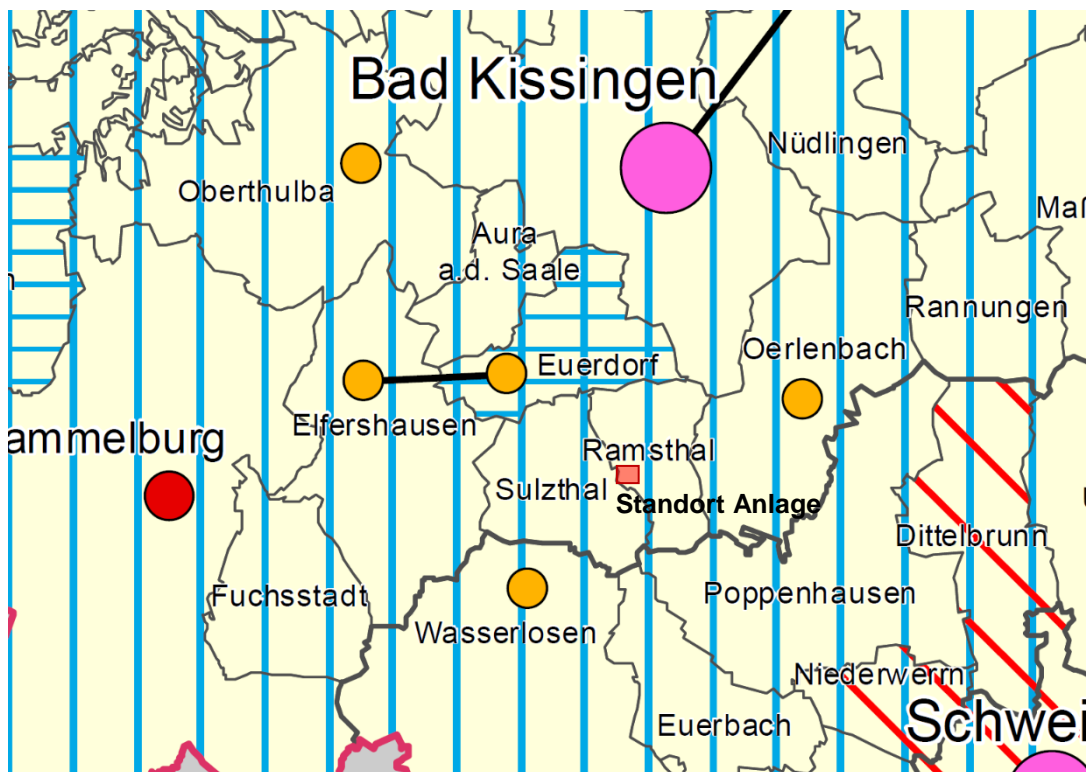 Bad Kissingen
Nüdlingen
Oberthulba
Maß
Aura
a.d. Saale
n
Rannungen
Oerlenbach
Euerdorf
Elfershausen
ammelburg
Ramsthal
Sulzthal
Standort Anlage
Dittelbrunn
Fuchsstadt
Poppenhausen
Wasserlosen
Niederwerrn
Euerbach
Schwei